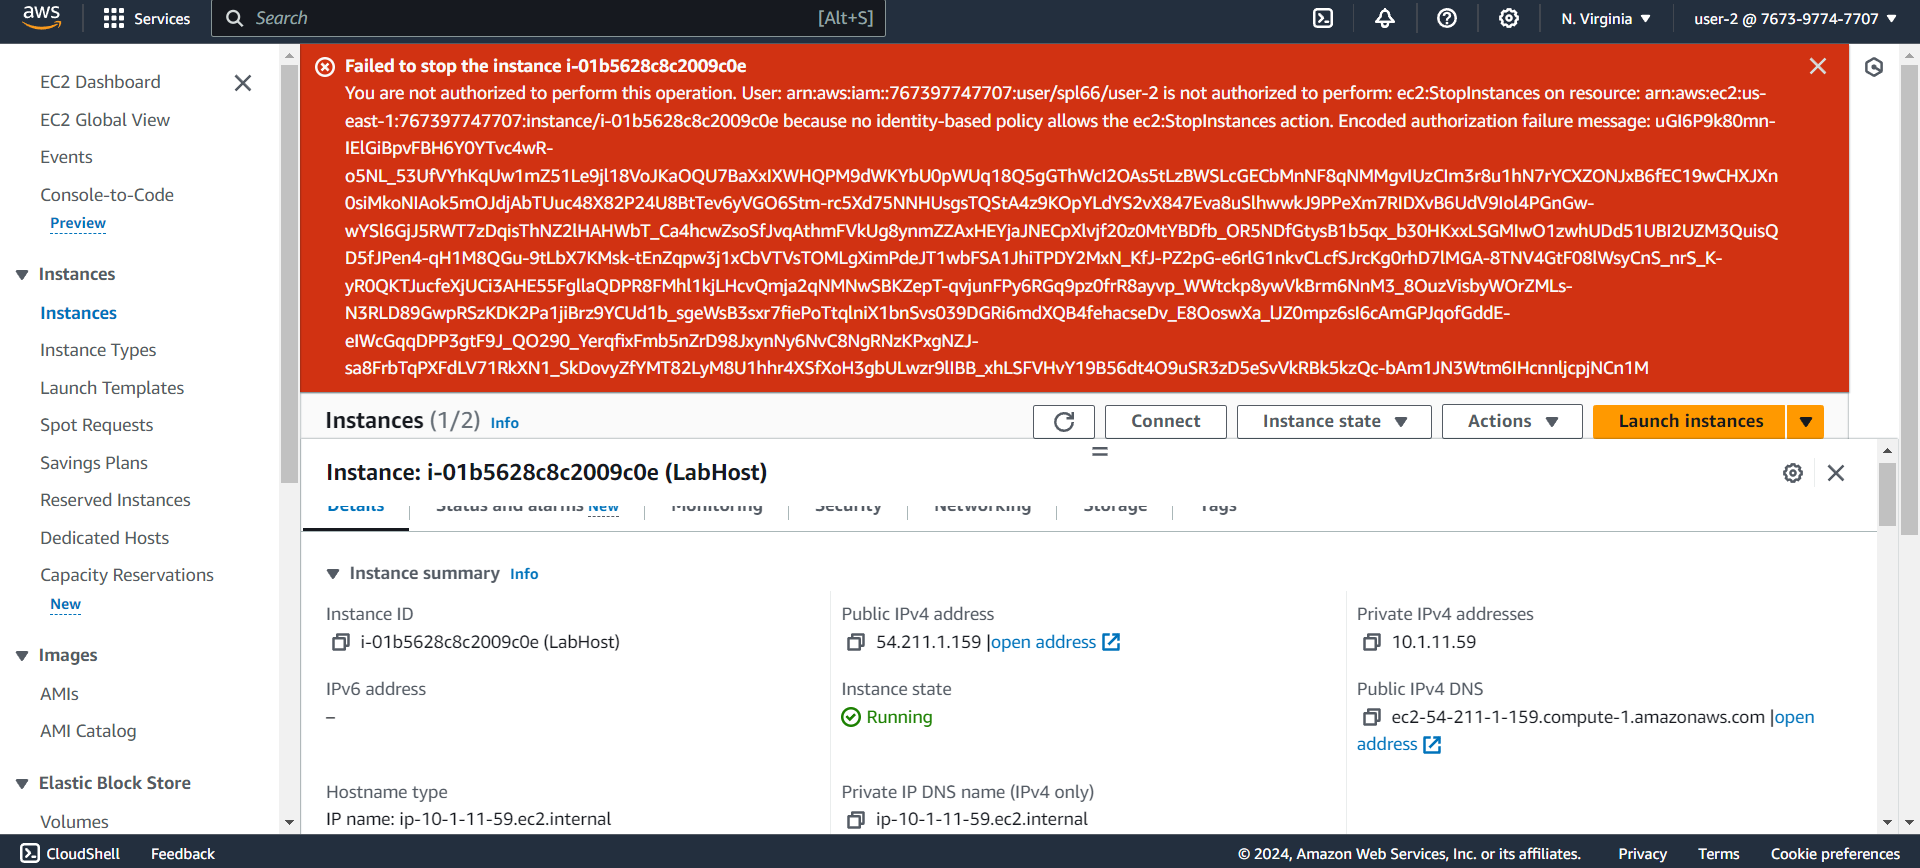 aws
Services
Search
[Alt+S]
N. Virginia
user-2 @ 7673-9774-7707
EC2 Dashboard
EC2 Global View
Events
Console-to-Code
Preview
Instances
Instances
Instance Types
Launch Templates
Spot Requests
Savings Plans
Reserved Instances
Dedicated Hosts
Capacity Reservations
New
Images
AMIs
AMI Catalog
Elastic Block Store
Volumes
Failed to stop the instance i-01b5628c8c2009c0e
You are not authorized to perform this operation. User: arn:aws:iam::767397747707:user/spl66/user-2 is not authorized to perform: ec2:StopInstances on resource: arn:aws:ec2:us-
east-1:767397747707:instance/i-01b5628c8c2009c0e because no identity-based policy allows the ec2:StopInstances action. Encoded authorization failure message: uGI6P9k80mn-
IElGiBpvFBH6Y0YTvc4wR-
o5NL_53UfVYhKqUw1mZ51Le9jl18VoJKaOQU7BaXxIXWHQPM9dWKYbU0pWUq18Q5gGThWcI2OAs5tLzBWSLcGECbMnNF8qNMMgvIUzCIm3r8u1hN7rYCXZONJxB6fEC19wCHXJXn
0siMkoNIAok5mOJdjAbTUuc48X82P24U8BtTev6yVGO6Stm-rc5Xd75NNHUsgsTQStA4z9KOpYLdYS2vX847Eva8uSlhwwkJ9PPeXm7RIDXvB6UdV9Iol4PGnGw-
wYSl6GjJ5RWT7zDqisThNZ2lHAHWbT_Ca4hcwZsoSfJvqAthmFVkUg8ynmZZAxHEYjaJNECpXlvjf20z0MtYBDfb_OR5NDfGtysB1b5qx_b30HKxxLSGMIwO1zwhUDd51UBI2UZM3QuisQ
D5fJPen4-qH1M8QGu-9tLbX7KMsk-tEnZqpw3j1xCbVTVsTOMLgXimPdeJT1wbFSA1JhiTPDY2MxN_KfJ-PZ2pG-e6rlG1nkvCLcfSJrcKg0rhD7lMGA-8TNV4GtF08lWsyCnS_nrS_K-
yR0QKTJucfeXjUCi3AHE55FgllaQDPR8FMhl1kjLHcvQmja2qNMNwSBKZepT-qvjunFPy6RGq9pz0frR8ayvp_WWtckp8ywVkBrm6NnM3_8OuzVisbyWOrZMLs-
N3RLD89GwpRSzKDK2Pa1jiBrz9YCUd1b_sgeWsB3sxr7fiePoTtqlniX1bnSvs039DGRi6mdXQB4fehacseDv_E8OoswXa_lJZ0mpz6sI6cAmGPJqofGddE-
eIWcGqqDPP3gtF9J_QO290_YerqfixFmb5nZrD98JxynNy6NvC8NgRNzKPxgNZJ-
sa8FrbTqPXFdLV71RkXN1_SkDovyZfYMT82LyM8U1hhr4XSfXoH3gbULwzr9lIBB_xhLSFVHvY19B56dt4O9uSR3zD5eSvVkRBk5kzQc-bAm1JN3Wtm6IHcnnljcpjNCn1M
Instances (1/2) Info
Connect
Instance state
Actions
Launch instances
Instance: i-01b5628c8c2009c0e (LabHost)
Details
Status and alarms New
Monitoring
Security
Networking
Storage
Tags
Instance summary Info
Instance ID
i-01b5628c8c2009c0e (LabHost)
Public IPv4 address
54.211.1.159 |open address
Private IPv4 addresses
10.1.11.59
IPv6 address
–
Instance state
Running
Public IPv4 DNS
ec2-54-211-1-159.compute-1.amazonaws.com |open
address
Hostname type
IP name: ip-10-1-11-59.ec2.internal
Private IP DNS name (IPv4 only)
ip-10-1-11-59.ec2.internal
CloudShell
Feedback
© 2024, Amazon Web Services, Inc. or its affiliates.
Privacy
Terms
Cookie preferences